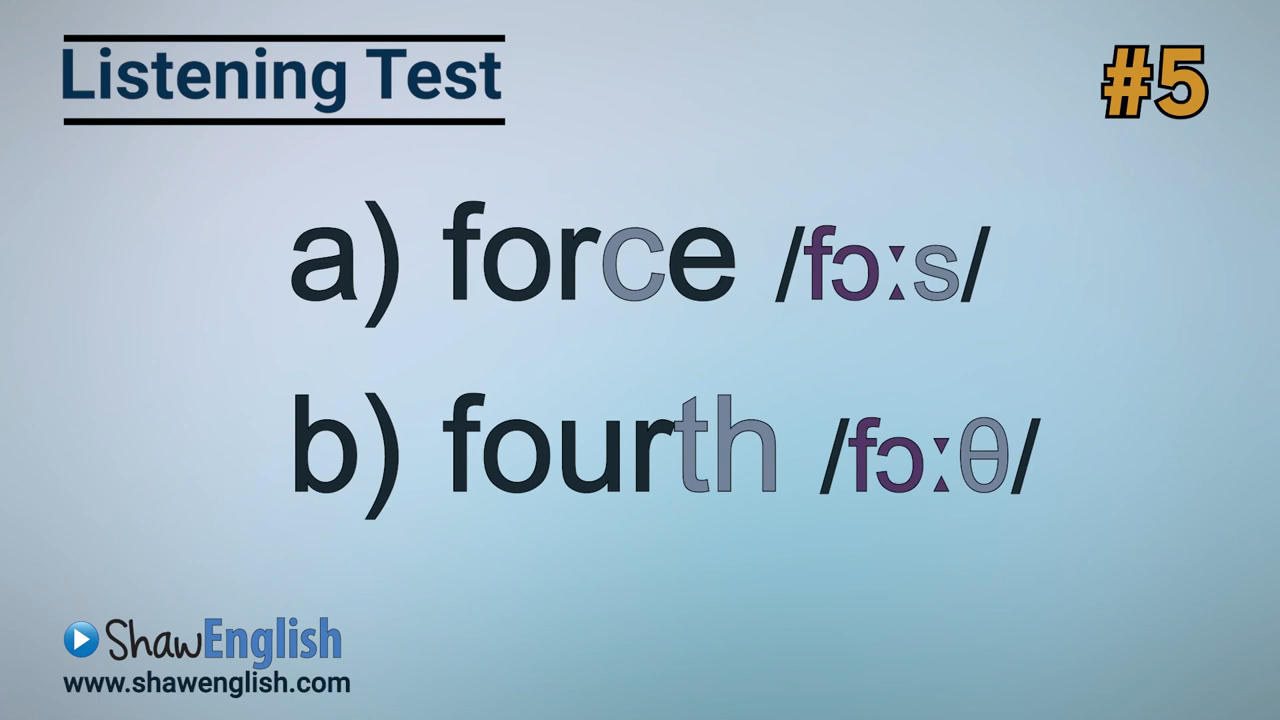 Listening Test
#5
a) force /fɔːs/
b) fourth /fɔːθ/
ShawEnglish
www.shawenglish.com